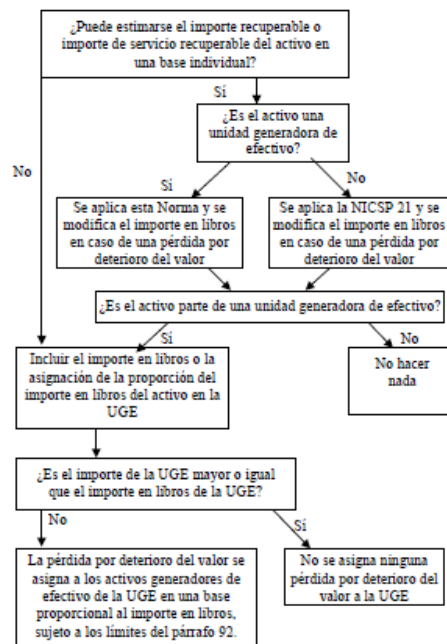 ¿Puede estimarse el importe recuperable o
importe de servicio recuperable del activo en
una base individual?
Sí
¿Es el activo una
unidad generadora de
efectivo?
No
Sí
No
Se aplica esta Norma y se
modifica el importe en libros
en caso de una pérdida por
deterioro del valor
Se aplica la NICSP 21 y se
modifica el importe en libros
en caso de una pérdida por
deterioro del valor
¿Es el activo parte de una unidad generadora de efectivo?
Sí
No
Incluir el importe en libros o la
asignación de la proporción del
importe en libros del activo en la
UGE
No hacer
nada
¿Es el importe de la UGE mayor o igual
que el importe en libros de la UGE?
No
Sí
La pérdida por deterioro del valor se
asigna a los activos generadores de
efectivo de la UGE en una base
proporcional al importe en libros,
sujeto a los límites del párrafo 92.
No se asigna ninguna
pérdida por deterioro del
valor a la UGE